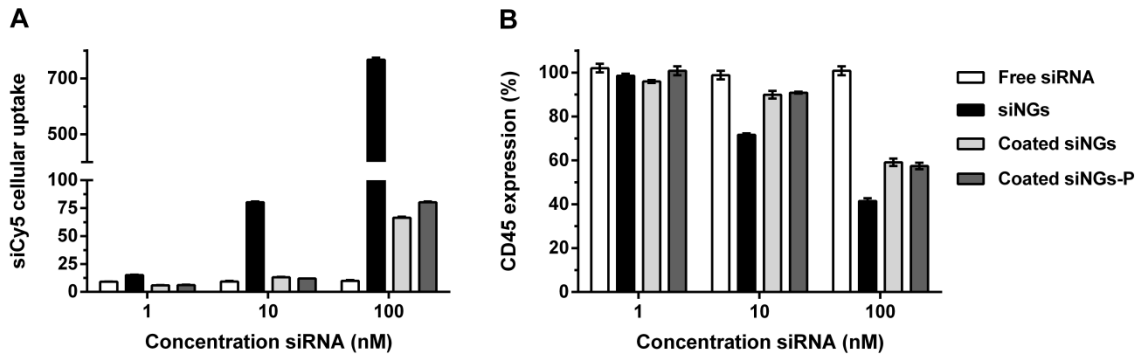 A
siCy5 cellular uptake
700
500
100
75
50
25
0
1
10
100
Concentration siRNA (nM)
B
CD45 expression (%)
100
80
60
40
20
0
1
10
100
Concentration siRNA (nM)
Free siRNA
siNGs
Coated siNGs
Coated siNGs-P